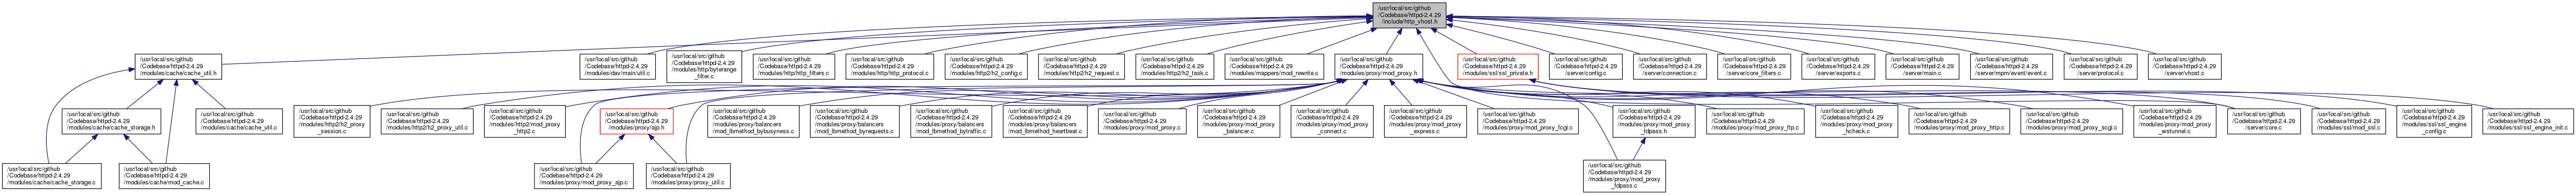 /usr/local/src/github
/Codebase/httpd-2.4.29
/include/http_vhost.h
/usr/local/src/github
/Codebase/httpd-2.4.29
/modules/cache/cache_util.h
/usr/local/src/github
/Codebase/httpd-2.4.29
/modules/dav/main/util.c
/usr/local/src/github
/Codebase/httpd-2.4.29
/modules/http/byterange
_filter.c
/usr/local/src/github
/Codebase/httpd-2.4.29
/modules/http/http_filters.c
/usr/local/src/github
/Codebase/httpd-2.4.29
/modules/http/http_protocol.c
/usr/local/src/github
/Codebase/httpd-2.4.29
/modules/http2/h2_config.c
/usr/local/src/github
/Codebase/httpd-2.4.29
/modules/http2/h2_request.c
/usr/local/src/github
/Codebase/httpd-2.4.29
/modules/http2/h2_task.c
/usr/local/src/github
/Codebase/httpd-2.4.29
/modules/mappers/mod_rewrite.c
/usr/local/src/github
/Codebase/httpd-2.4.29
/modules/proxy/mod_proxy.h
/usr/local/src/github
/Codebase/httpd-2.4.29
/modules/ssl/ssl_private.h
/usr/local/src/github
/Codebase/httpd-2.4.29
/server/config.c
/usr/local/src/github
/Codebase/httpd-2.4.29
/server/connection.c
/usr/local/src/github
/Codebase/httpd-2.4.29
/server/core_filters.c
/usr/local/src/github
/Codebase/httpd-2.4.29
/server/exports.c
/usr/local/src/github
/Codebase/httpd-2.4.29
/server/main.c
/usr/local/src/github
/Codebase/httpd-2.4.29
/server/mpm/event/event.c
/usr/local/src/github
/Codebase/httpd-2.4.29
/server/protocol.c
/usr/local/src/github
/Codebase/httpd-2.4.29
/server/vhost.c
/usr/local/src/github
/Codebase/httpd-2.4.29
/modules/cache/cache_storage.h
/usr/local/src/github
/Codebase/httpd-2.4.29
/modules/cache/cache_util.c
/usr/local/src/github
/Codebase/httpd-2.4.29
/modules/http2/h2_proxy
_session.c
/usr/local/src/github
/Codebase/httpd-2.4.29
/modules/http2/h2_proxy_util.c
/usr/local/src/github
/Codebase/httpd-2.4.29
/modules/http2/mod_proxy
_http2.c
/usr/local/src/github
/Codebase/httpd-2.4.29
/modules/proxy/ajp.h
/usr/local/src/github
/Codebase/httpd-2.4.29
/modules/proxy/balancers
/mod_lbmethod_bybusyness.c
/usr/local/src/github
/Codebase/httpd-2.4.29
/modules/proxy/balancers
/mod_lbmethod_byrequests.c
/usr/local/src/github
/Codebase/httpd-2.4.29
/modules/proxy/balancers
/mod_lbmethod_bytraffic.c
/usr/local/src/github
/Codebase/httpd-2.4.29
/modules/proxy/balancers
/mod_lbmethod_heartbeat.c
/usr/local/src/github
/Codebase/httpd-2.4.29
/modules/proxy/mod_proxy.c
/usr/local/src/github
/Codebase/httpd-2.4.29
/modules/proxy/mod_proxy
_balancer.c
/usr/local/src/github
/Codebase/httpd-2.4.29
/modules/proxy/mod_proxy
_connect.c
/usr/local/src/github
/Codebase/httpd-2.4.29
/modules/proxy/mod_proxy
_express.c
/usr/local/src/github
/Codebase/httpd-2.4.29
/modules/proxy/mod_proxy_fcgi.c
/usr/local/src/github
/Codebase/httpd-2.4.29
/modules/proxy/mod_proxy
_fdpass.h
/usr/local/src/github
/Codebase/httpd-2.4.29
/modules/proxy/mod_proxy_ftp.c
/usr/local/src/github
/Codebase/httpd-2.4.29
/modules/proxy/mod_proxy
_hcheck.c
/usr/local/src/github
/Codebase/httpd-2.4.29
/modules/proxy/mod_proxy_http.c
/usr/local/src/github
/Codebase/httpd-2.4.29
/modules/proxy/mod_proxy_scgi.c
/usr/local/src/github
/Codebase/httpd-2.4.29
/modules/proxy/mod_proxy
_wstunnel.c
/usr/local/src/github
/Codebase/httpd-2.4.29
/server/core.c
/usr/local/src/github
/Codebase/httpd-2.4.29
/modules/ssl/mod_ssl.c
/usr/local/src/github
/Codebase/httpd-2.4.29
/modules/ssl/ssl_engine
_config.c
/usr/local/src/github
/Codebase/httpd-2.4.29
/modules/ssl/ssl_engine_init.c
/usr/local/src/github
/Codebase/httpd-2.4.29
/modules/cache/cache_storage.c
/usr/local/src/github
/Codebase/httpd-2.4.29
/modules/cache/mod_cache.c
/usr/local/src/github
/Codebase/httpd-2.4.29
/modules/proxy/mod_proxy_ajp.c
/usr/local/src/github
/Codebase/httpd-2.4.29
/modules/proxy/proxy_util.c
/usr/local/src/github
/Codebase/httpd-2.4.29
/modules/proxy/mod_proxy
_fdpass.c